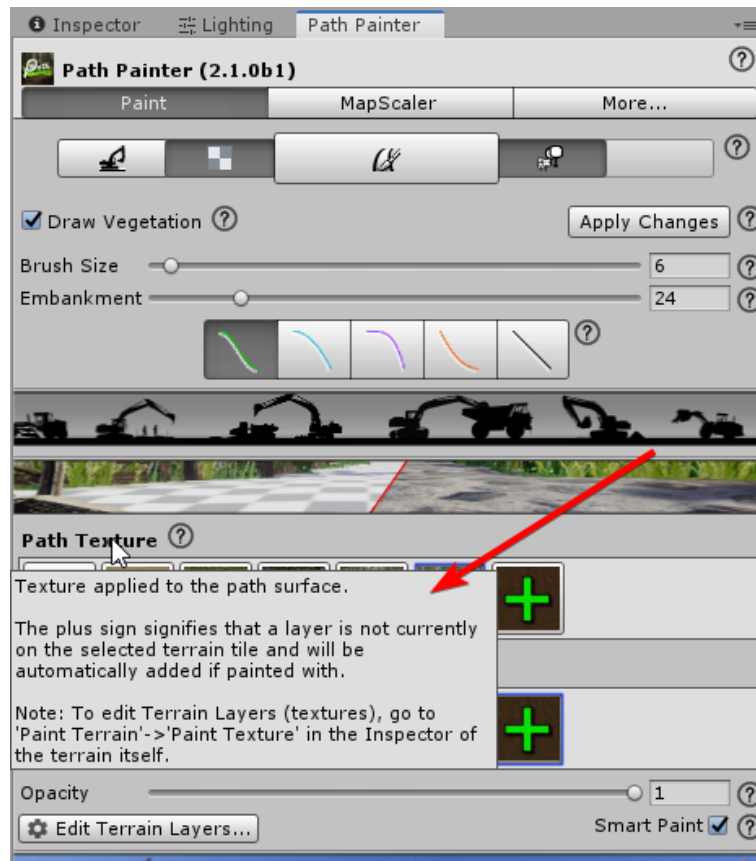 Inspector
Lighting
Path Painter
Path Painter (2.1.0b1)
?
Paint
MapScaler
More...
?
Draw Vegetation ?
Apply Changes ?
Brush Size 6 ?
Embankment 24 ?
?
Path Texture ?
Texture applied to the path surface.
The plus sign signifies that a layer is not currently
on the selected terrain tile and will be
automatically added if painted with.
Note: To edit Terrain Layers (textures), go to
'Paint Terrain'->'Paint Texture' in the Inspector of
the terrain itself.
Opacity 1 ?
Edit Terrain Layers...
Smart Paint ?